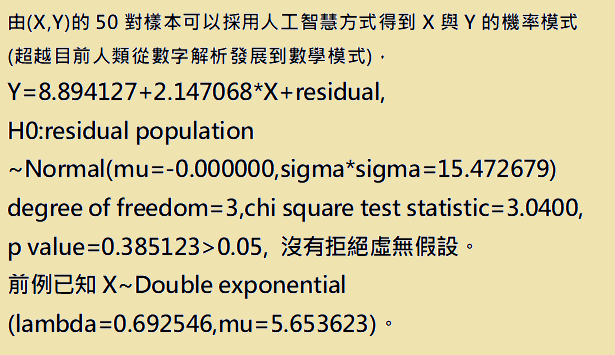 由(X,Y)的 50 對樣本可以採用人工智慧方式得到 X 與 Y 的機率模式
(超越目前人類從數字解析發展到數學模式)，
Y=8.894127+2.147068*X+residual,
H0:residual population
~Normal(mu=-0.000000,sigma*sigma=15.472679)
degree of freedom=3,chi square test statistic=3.0400,
p value=0.385123>0.05, 沒有拒絕虛無假設。
前例已知 X~Double exponential
(lambda=0.692546,mu=5.653623)。